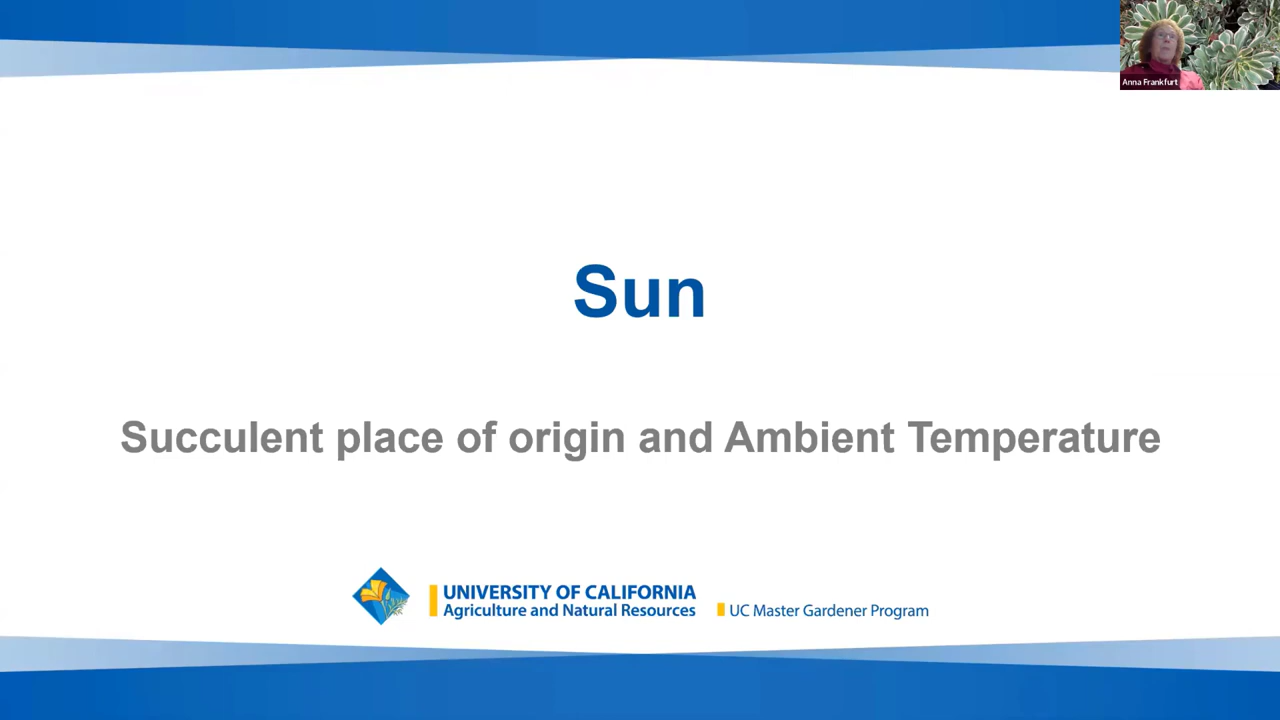 Anna Frankfurt
Sun
Succulent place of origin and Ambient Temperature
UNIVERSITY OF CALIFORNIA
Agriculture and Natural Resources
UC Master Gardener Program